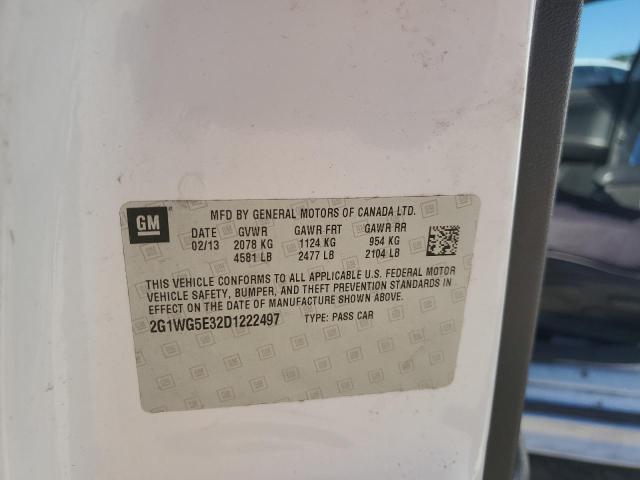 GM
MFD BY GENERAL MOTORS OF CANADA LTD.
DATE GVWR GAWR FRT GAWR RR
02/13 2078 KG 1124 KG 954 KG
4581 LB 2477 LB 2104 LB
THIS VEHICLE CONFORMS TO ALL APPLICABLE U.S. FEDERAL MOTOR
VEHICLE SAFETY, BUMPER, AND THEFT PREVENTION STANDARDS IN
EFFECT ON THE DATE OF MANUFACTURE SHOWN ABOVE.
2G1WG5E32D1222497 TYPE: PASS CAR